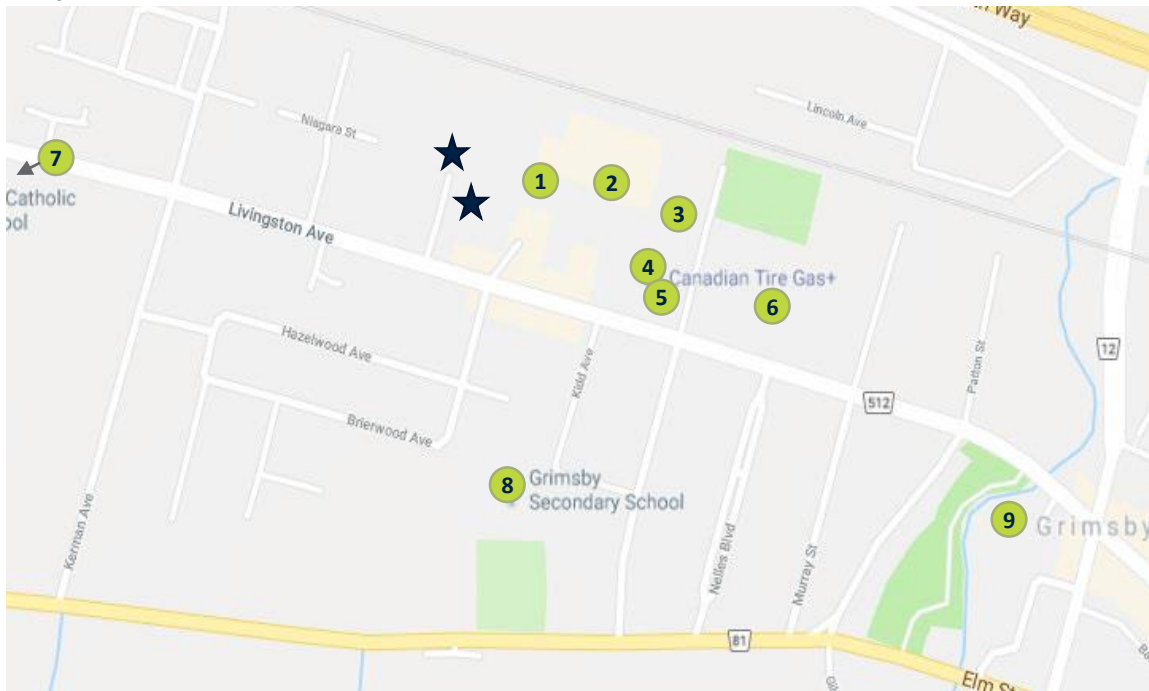 Way
Lincoln Ave
Niagara St
7
1
2
3
Catholic
ool
Livingston Ave
4
Canadian Tire Gas+
5
6
12
Hazelwood Ave
Kidd Ave
Patton St
512
Brierwood Ave
8
Grimsby
Secondary School
Kerman Ave
Nelles Blvd
Murray St
9
Grimsby
81
Elm St